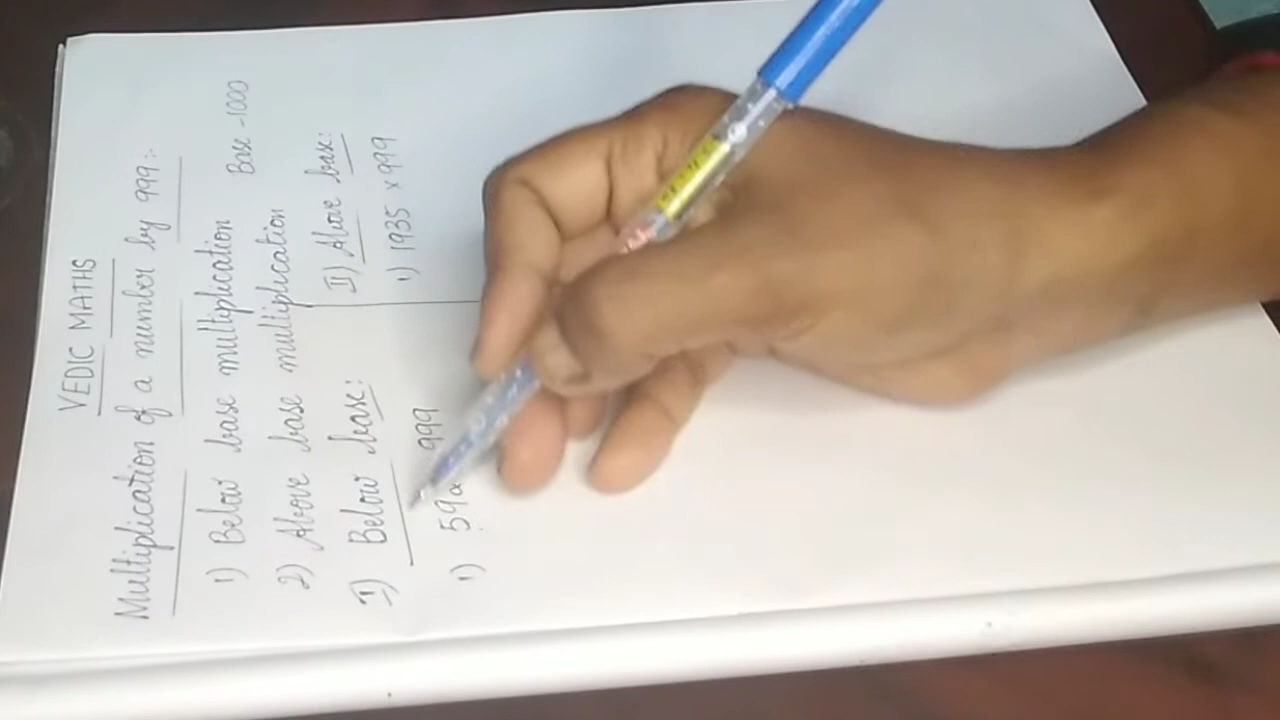 VEDIC MATHS
Multiplication of a number by 999:-
1) Below base multiplication Base -1000
2) Above base multiplication
I) Below base:
1) 999
II) Above base:
1) 1935 x 999